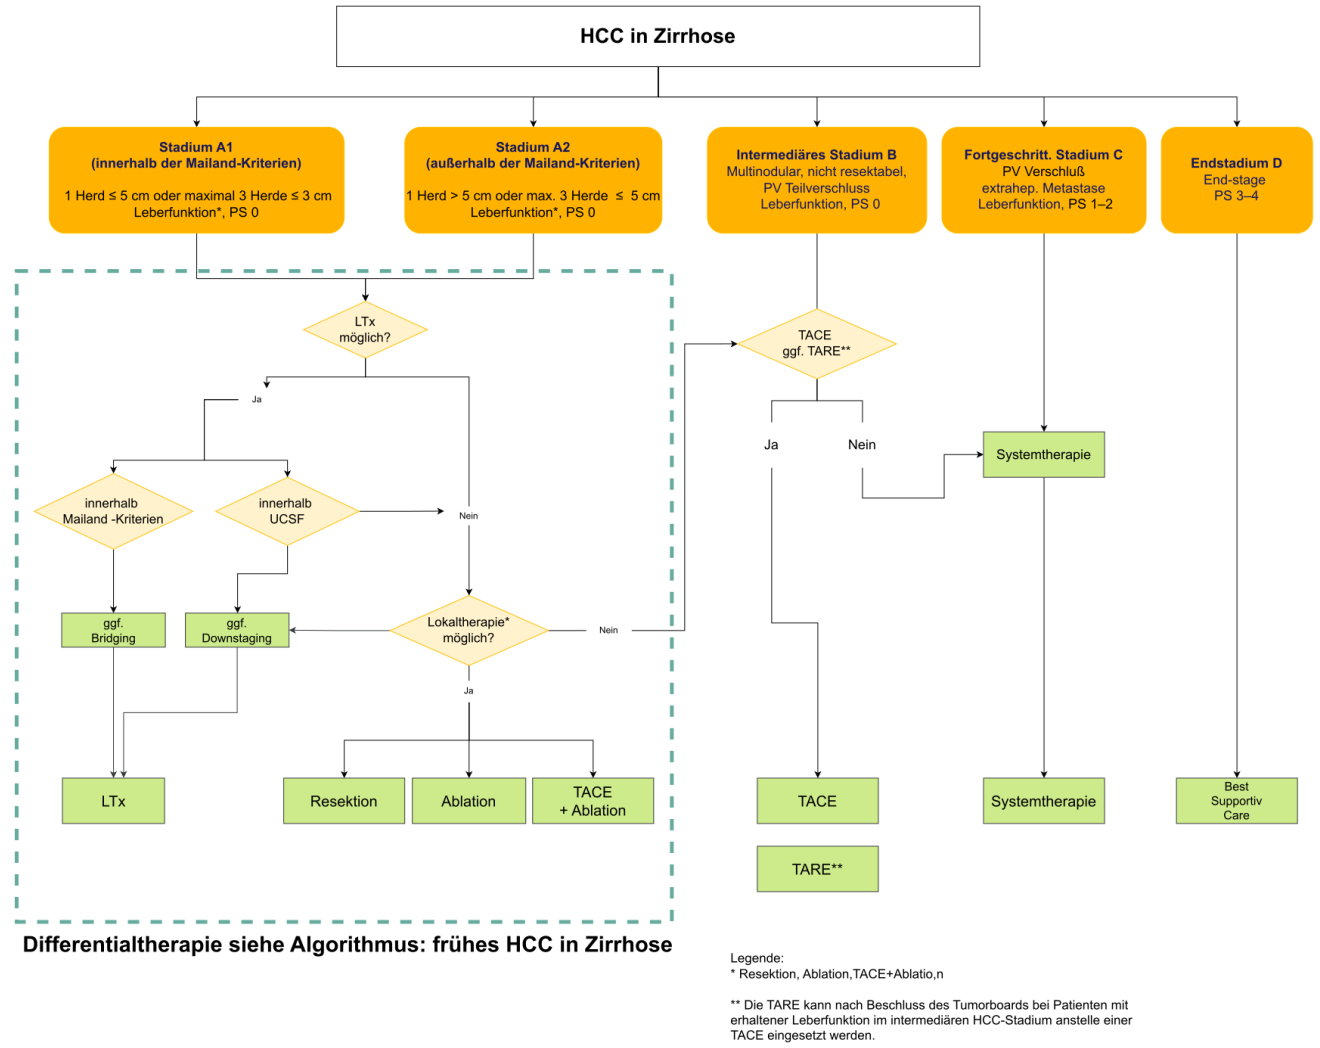 HCC in Zirrhose
Stadium A1
(innerhalb der Mailand-Kriterien)
1 Herd ≤ 5 cm oder maximal 3 Herde ≤ 3 cm
Leberfunktion*, PS 0
Stadium A2
(außerhalb der Mailand-Kriterien)
1 Herd > 5 cm oder max. 3 Herde ≤ 5 cm
Leberfunktion*, PS 0
Intermediäres Stadium B
Multinodular, nicht resektabel,
PV Teilverschluss
Leberfunktion, PS 0
Fortgeschritt. Stadium C
PV Verschluß
extrahep. Metastase
Leberfunktion, PS 1–2
Endstadium D
End-stage
PS 3–4
LTx
möglich?
TACE
ggf. TARE**
Ja
Ja
Nein
Systemtherapie
innerhalb
Mailand -Kriterien
innerhalb
UCSF
Nein
ggf.
Bridging
ggf.
Downstaging
Lokaltherapie*
möglich?
Nein
Ja
LTx
Resektion
Ablation
TACE
+ Ablation
TACE
Systemtherapie
Best
Supportiv
Care
TARE**
Differentialtherapie siehe Algorithmus: frühes HCC in Zirrhose
Legende:
* Resektion, Ablation,TACE+Ablatio,n
** Die TARE kann nach Beschluss des Tumorboards bei Patienten mit
erhaltener Leberfunktion im intermediären HCC-Stadium anstelle einer
TACE eingesetzt werden.